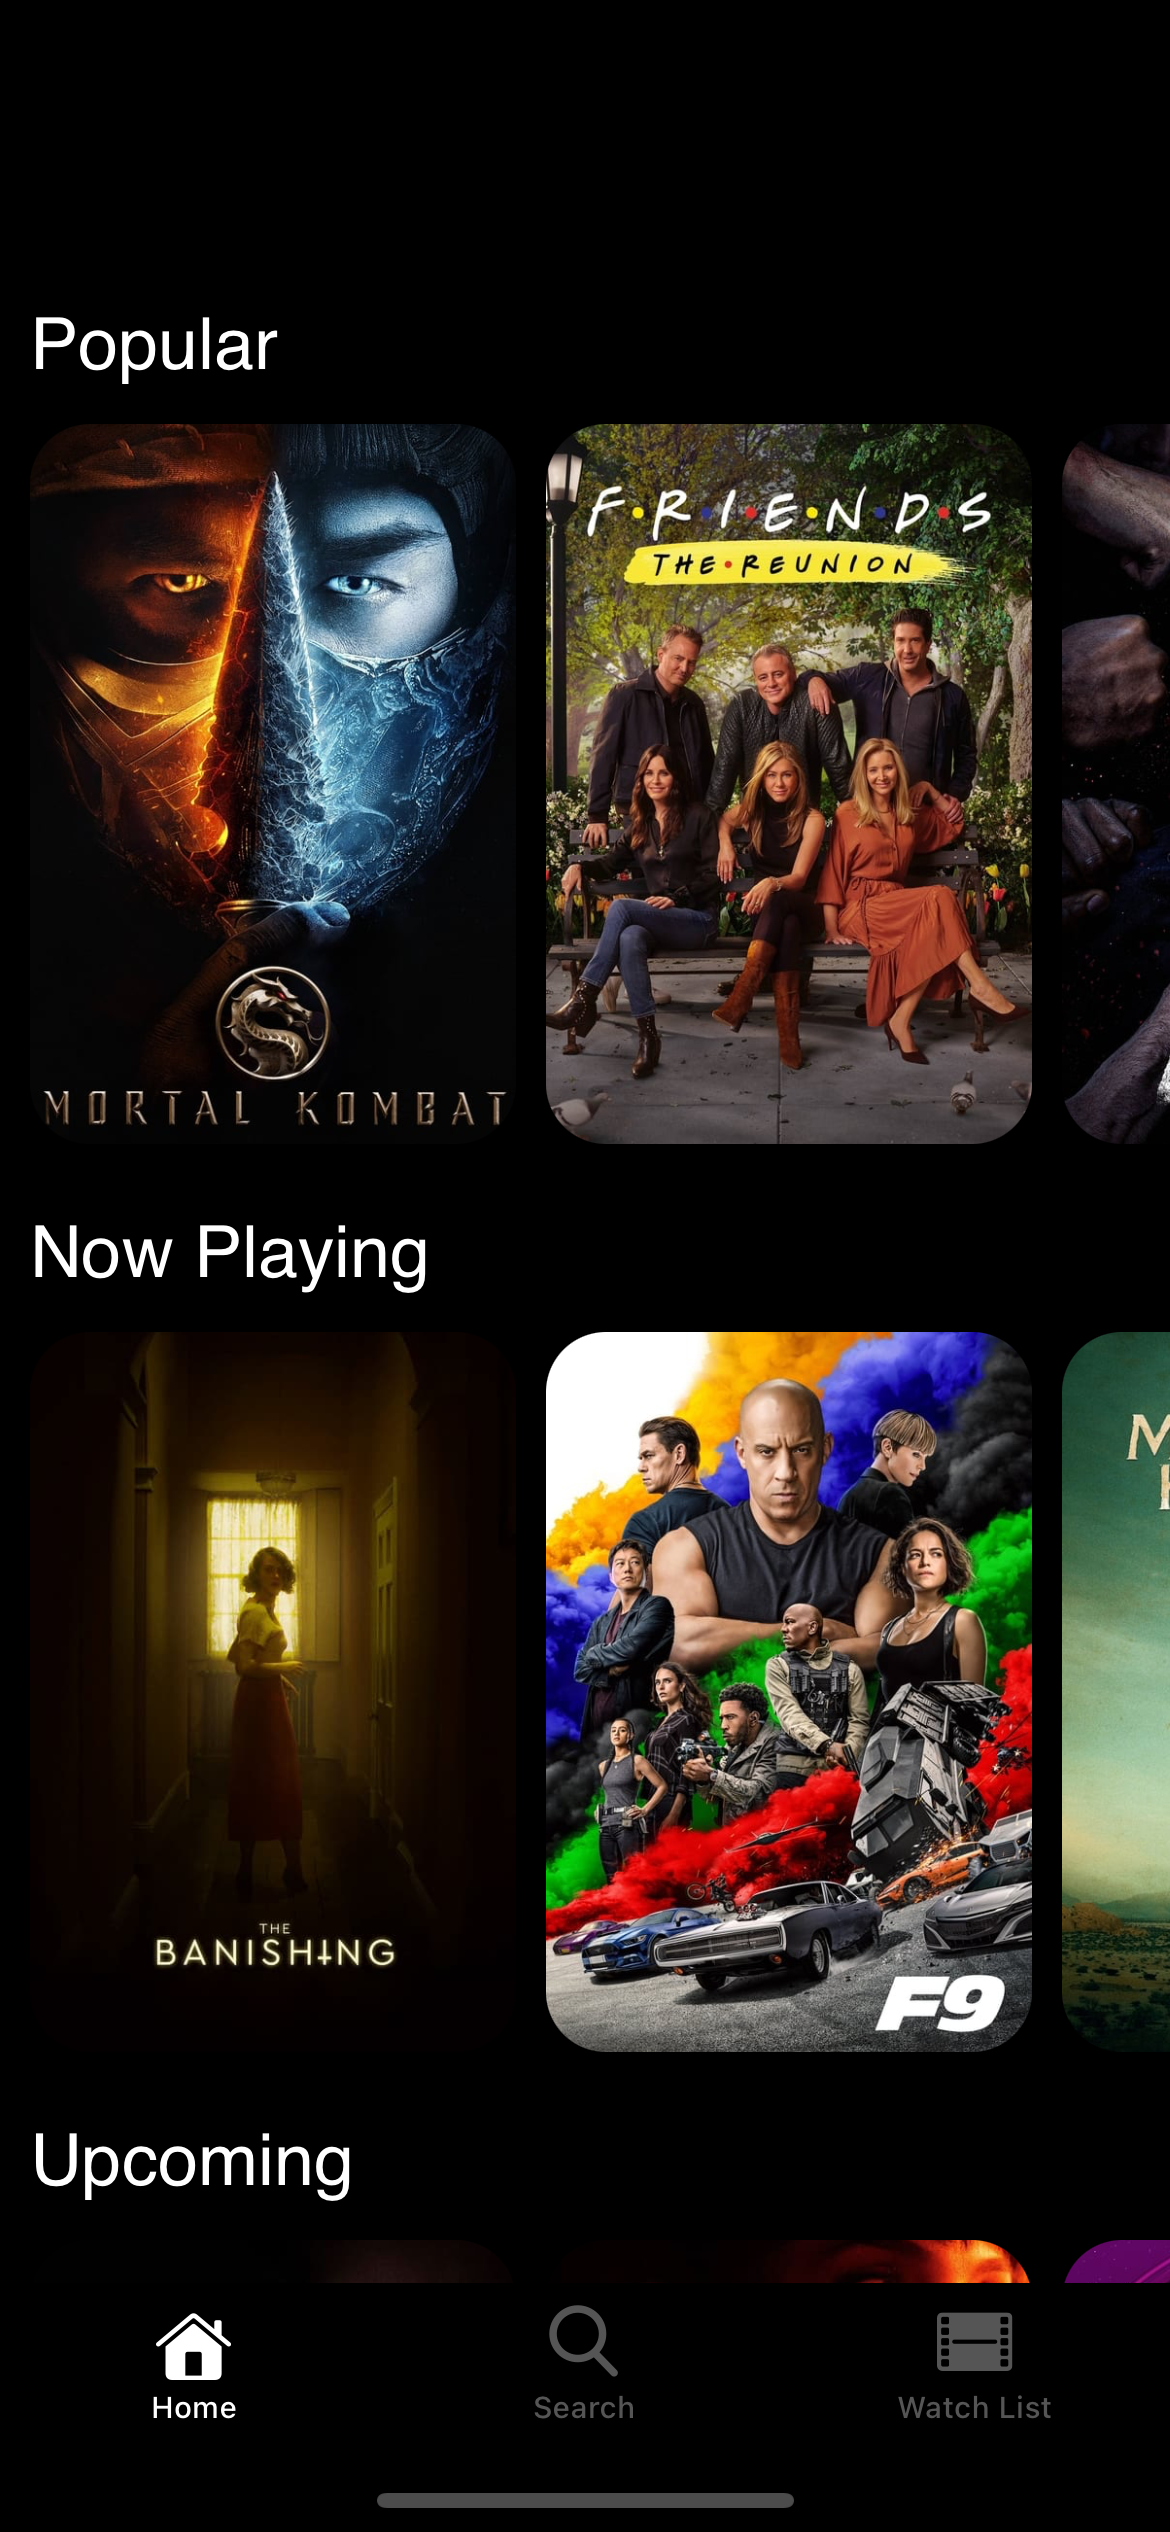 Popular
MORTAL KOMBAT
F•R•I•E•N•D•S
THE•REUNION
Now Playing
THE
BANISHING
F9
M
Upcoming
Home
Search
Watch List